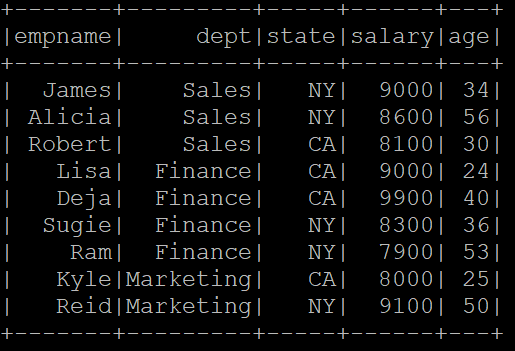 +-------+---------+-----+------+---+
|empname|     dept|state|salary|age|
+-------+---------+-----+------+---+
|  James|    Sales|   NY|  9000| 34|
| Alicia|    Sales|   NY|  8600| 56|
| Robert|    Sales|   CA|  8100| 30|
|   Lisa|  Finance|   CA|  9000| 24|
|   Deja|  Finance|   CA|  9900| 40|
|  Sugie|  Finance|   NY|  8300| 36|
|    Ram|  Finance|   NY|  7900| 53|
|   Kyle|Marketing|   CA|  8000| 25|
|   Reid|Marketing|   NY|  9100| 50|
+-------+---------+-----+------+---+